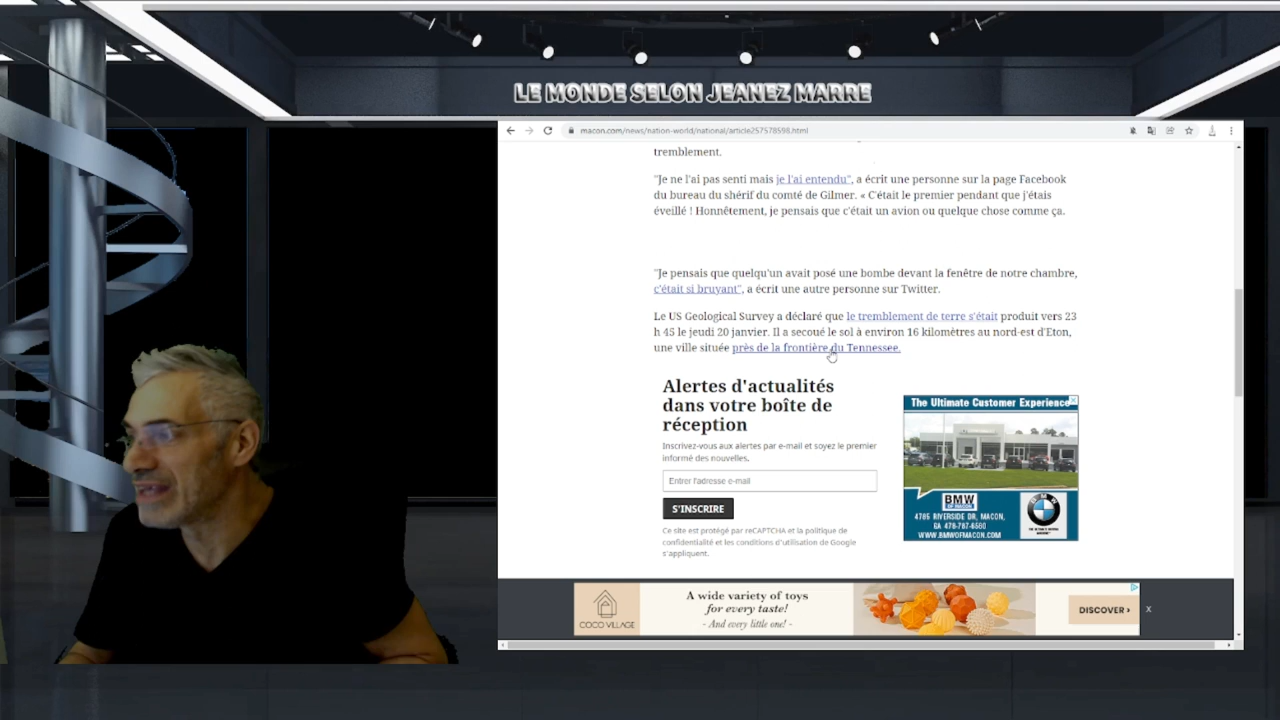 LE MONDE SELON JEANEZ MARRE
macon.com/news/nation-world/national/article257578598.html
tremblement.
"Je ne l'ai pas senti mais je l'ai entendu", a écrit une personne sur la page Facebook
du bureau du shérif du comté de Gilmer. « C'était le premier pendant que j'étais
éveillé ! Honnêtement, je pensais que c'était un avion ou quelque chose comme ça.
"Je pensais que quelqu'un avait posé une bombe devant la fenêtre de notre chambre,
c'était si bruyant", a écrit une autre personne sur Twitter.
Le US Geological Survey a déclaré que le tremblement de terre s'était produit vers 23
h 45 le jeudi 20 janvier. Il a secoué le sol à environ 16 kilomètres au nord-est d'Eton,
une ville située près de la frontière du Tennessee.
Alertes d'actualités
dans votre boîte de
réception
Inscrivez-vous aux alertes par e-mail et soyez le premier
informé des nouvelles.
Entrer l'adresse e-mail
S'INSCRIRE
Ce site est protégé par reCAPTCHA et la politique de
confidentialité et les conditions d'utilisation de Google
s'appliquent.
The Ultimate Customer Experience
BMW
OF MACON
4785 RIVERSIDE DR, MACON,
GA 478-787-6560
WWW.BMWOFMACON.COM
COCO VILLAGE
A wide variety of toys
for every taste!
- And every little one! -
DISCOVER ›
X